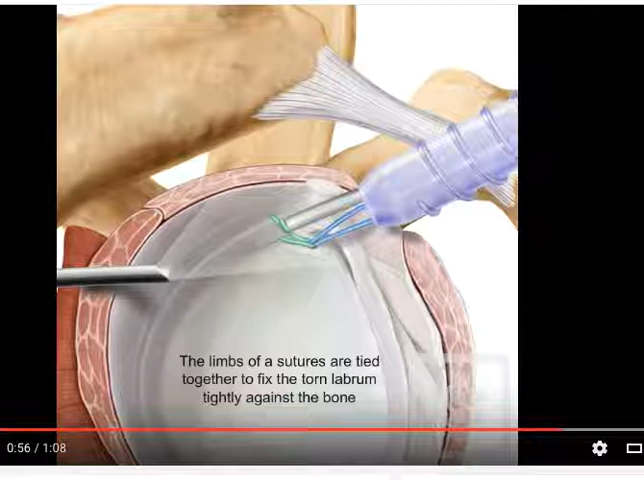 The limbs of a sutures are tied
together to fix the torn labrum
tightly against the bone
0:56 / 1:08